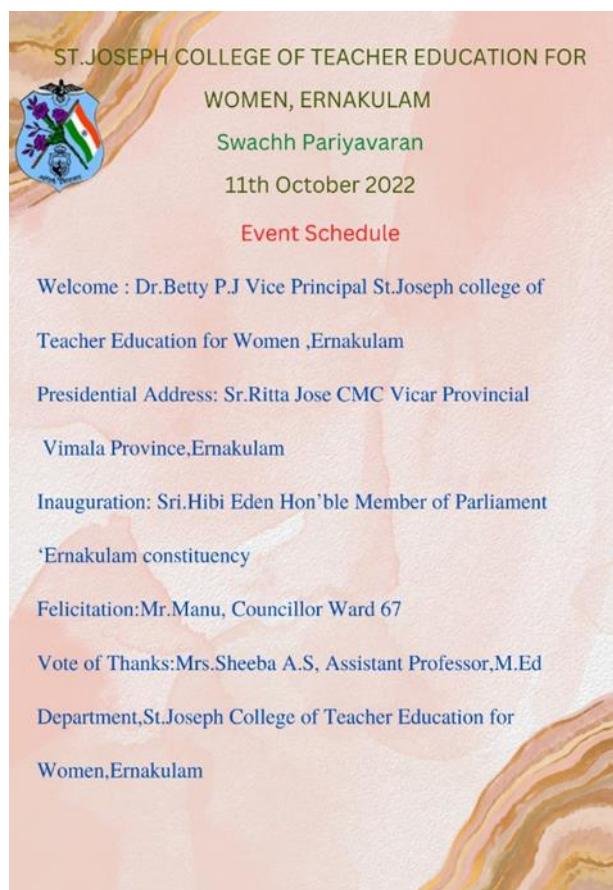 ST.JOSEPH COLLEGE OF TEACHER EDUCATION FOR
WOMEN, ERNAKULAM
Swachh Pariyavaran
11th October 2022
Event Schedule
Welcome : Dr.Betty P.J Vice Principal St.Joseph college of
Teacher Education for Women ,Ernakulam
Presidential Address: Sr.Ritta Jose CMC Vicar Provincial
Vimala Province,Ernakulam
Inauguration: Sri.Hibi Eden Hon'ble Member of Parliament
‘Ernakulam constituency
Felicitation:Mr.Manu, Councillor Ward 67
Vote of Thanks:Mrs.Sheeba A.S, Assistant Professor,M.Ed
Department,St.Joseph College of Teacher Education for
Women,Ernakulam